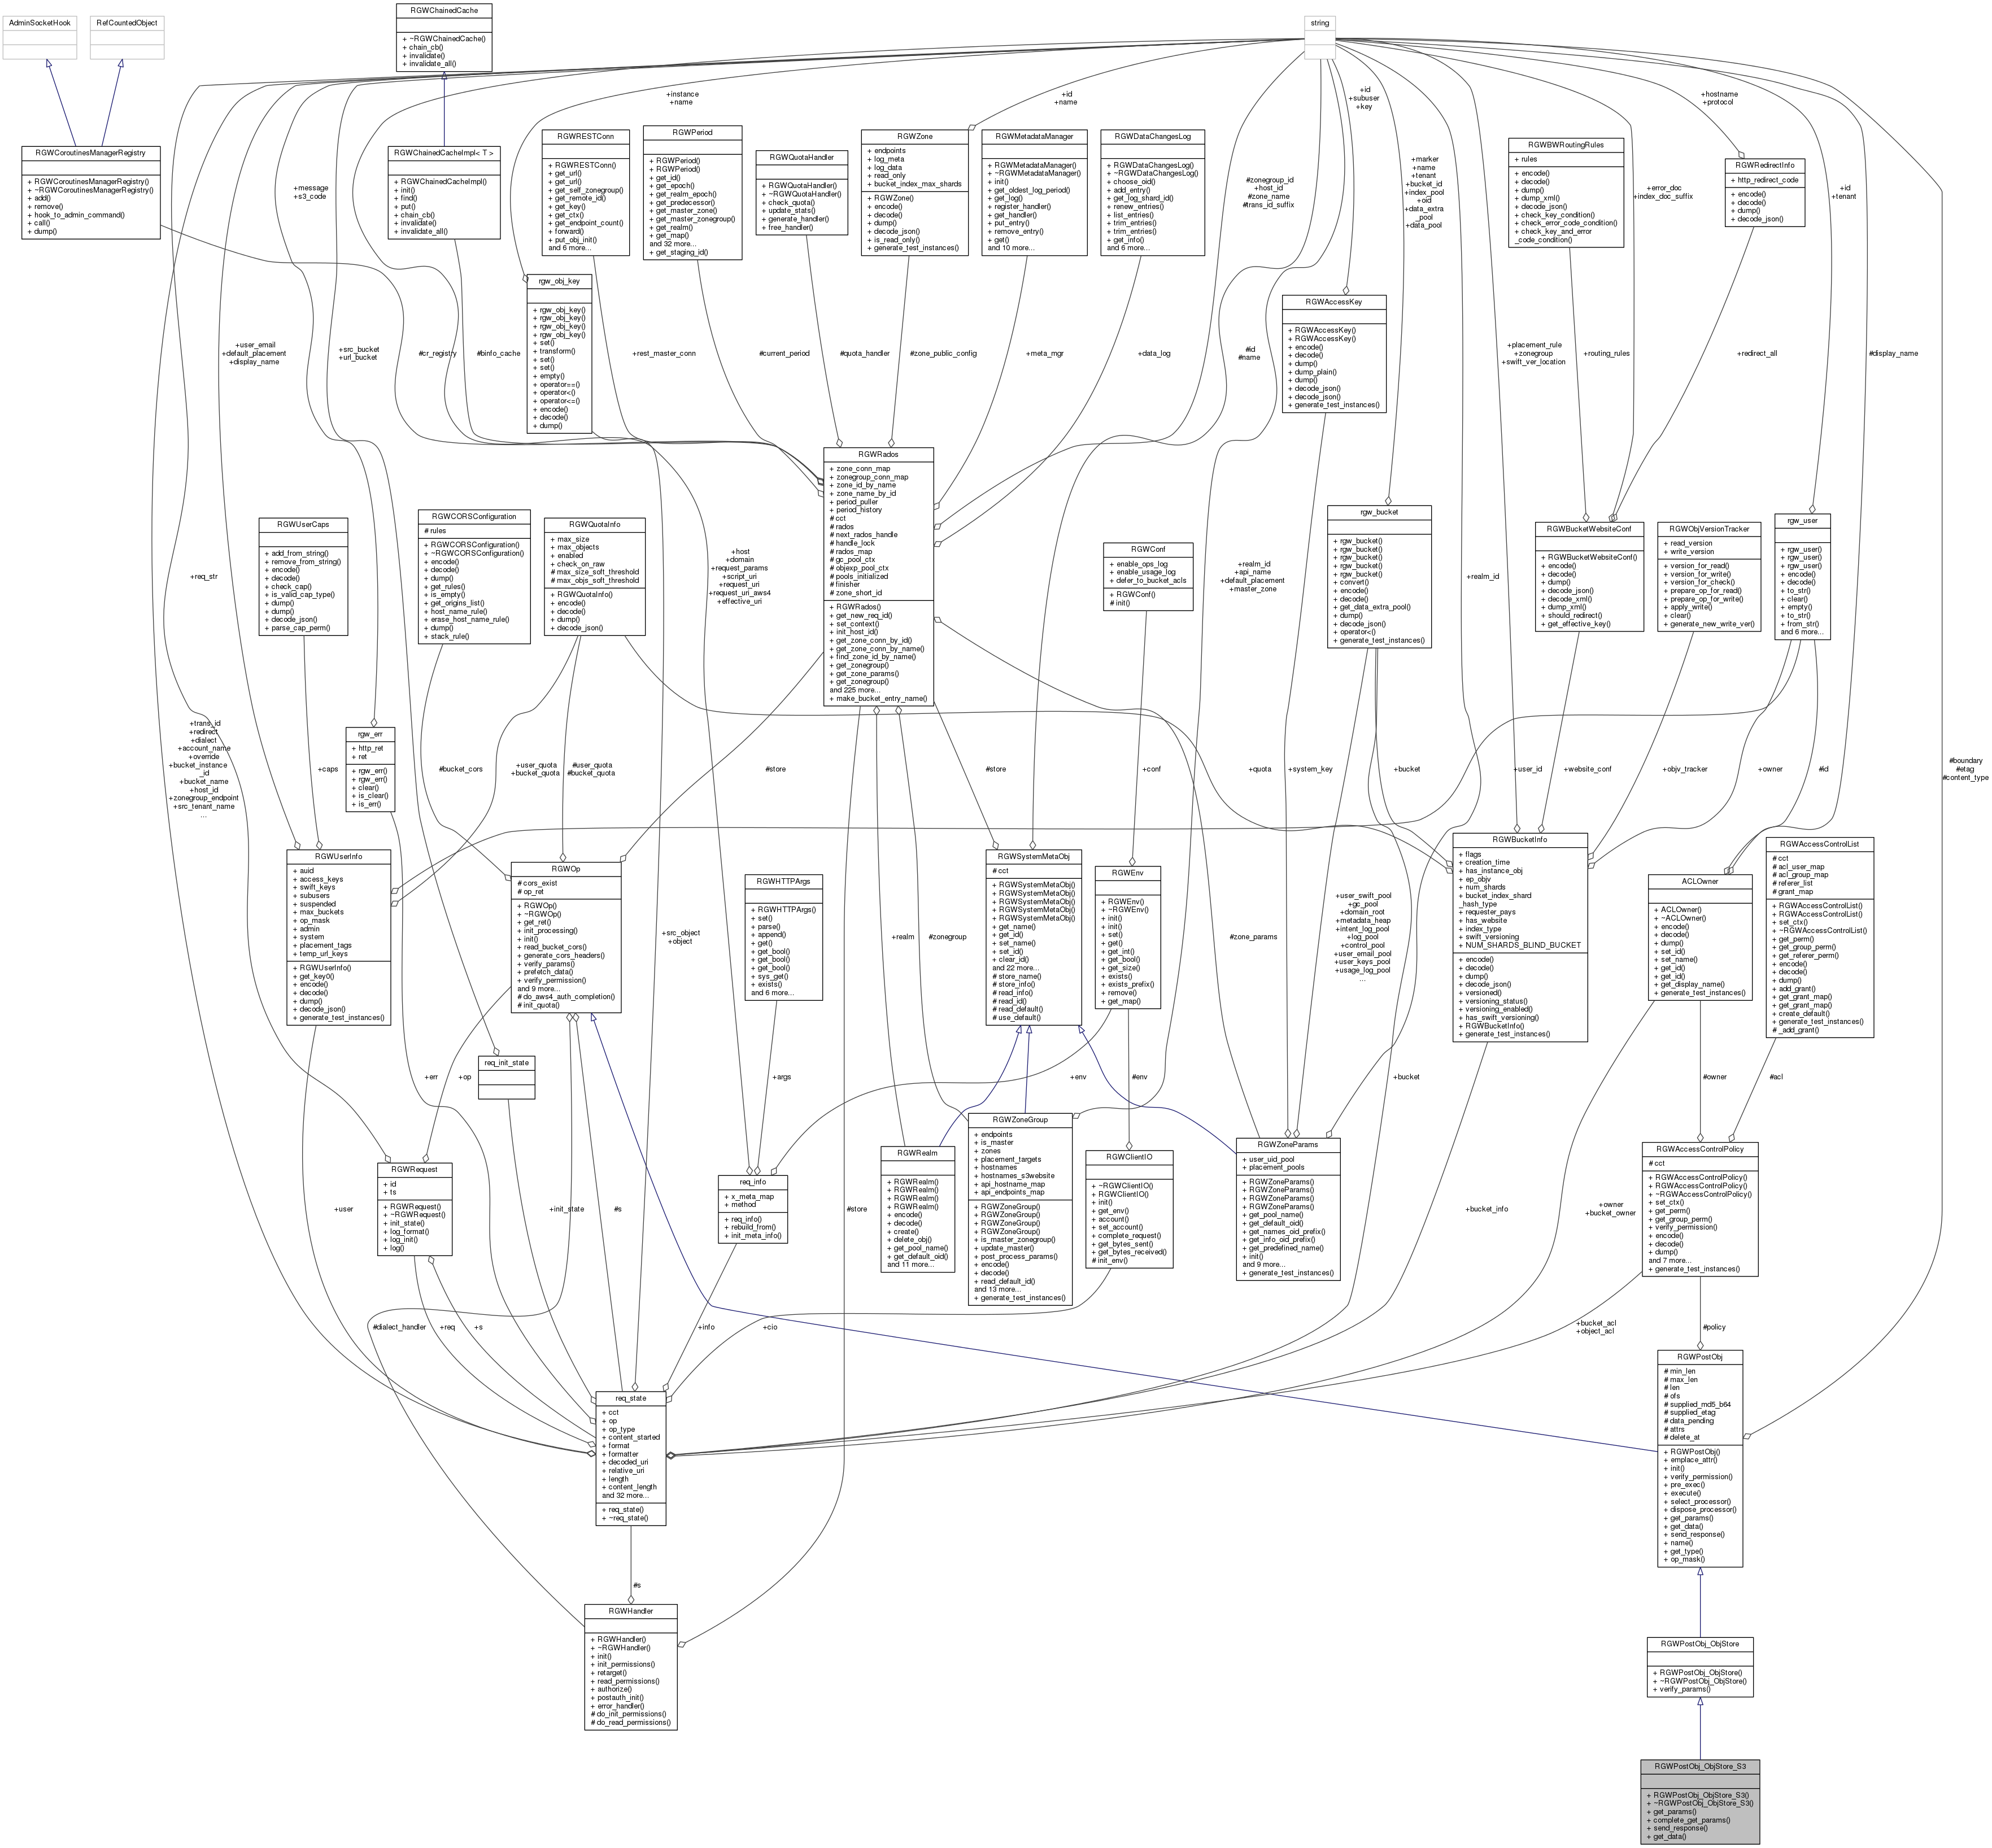 AdminSocketHook
RefCountedObject
RGWChainedCache
+ ~RGWChainedCache()
+ chain_cb()
+ invalidate()
+ invalidate_all()
string
RGWCoroutinesManagerRegistry
+ RGWCoroutinesManagerRegistry()
+ ~RGWCoroutinesManagerRegistry()
+ add()
+ remove()
+ hook_to_admin_command()
+ call()
+ dump()
RGWChainedCacheImpl< T >
+ RGWChainedCacheImpl()
+ init()
+ find()
+ put()
+ chain_cb()
+ invalidate()
+ invalidate_all()
+instance
+name
RGWRESTConn
+ RGWRESTConn()
+ get_url()
+ get_url()
+ get_self_zonegroup()
+ get_remote_id()
+ get_key()
+ get_ctx()
+ get_endpoint_count()
+ forward()
+ put_obj_init()
and 6 more...
RGWPeriod
+ RGWPeriod()
+ RGWPeriod()
+ get_id()
+ get_epoch()
+ get_realm_epoch()
+ get_predecessor()
+ get_master_zone()
+ get_master_zonegroup()
+ get_realm()
+ get_map()
and 32 more...
+ get_staging_id()
RGWQuotaHandler
+ RGWQuotaHandler()
+ ~RGWQuotaHandler()
+ check_quota()
+ update_stats()
+ generate_handler()
+ free_handler()
RGWZone
+ endpoints
+ log_meta
+ log_data
+ read_only
+ bucket_index_max_shards
+ RGWZone()
+ encode()
+ decode()
+ dump()
+ decode_json()
+ is_read_only()
+ generate_test_instances()
+id
+name
RGWMetadataManager
+ RGWMetadataManager()
+ ~RGWMetadataManager()
+ init()
+ get_oldest_log_period()
+ get_log()
+ register_handler()
+ get_handler()
+ put_entry()
+ remove_entry()
+ get()
and 10 more...
RGWDataChangesLog
+ RGWDataChangesLog()
+ ~RGWDataChangesLog()
+ choose_oid()
+ add_entry()
+ get_log_shard_id()
+ renew_entries()
+ list_entries()
+ trim_entries()
+ trim_entries()
+ get_info()
and 6 more...
#zonegroup_id
+host_id
#zone_name
#trans_id_suffix
+id
+subuser
+key
+marker
+name
+tenant
+bucket_id
+index_pool
+oid
+data_extra
_pool
+data_pool
RGWBWRoutingRules
+ rules
+ encode()
+ decode()
+ dump_xml()
+ decode_json()
+ check_key_condition()
+ check_error_code_condition()
+ check_key_and_error
_code_condition()
+error_doc
+index_doc_suffix
+hostname
+protocol
RGWRedirectInfo
+ http_redirect_code
+ encode()
+ decode()
+ dump()
+ decode_json()
+id
+tenant
+message
+s3_code
+user_email
+default_placement
+display_name
+src_bucket
+url_bucket
#cr_registry
#binfo_cache
rgw_obj_key
+ rgw_obj_key()
+ rgw_obj_key()
+ rgw_obj_key()
+ rgw_obj_key()
+ set()
+ transform()
+ set()
+ set()
+ empty()
+ operator==()
+ operator<()
+ operator<=()
+ encode()
+ decode()
+ dump()
+rest_master_conn
#current_period
#quota_handler
#zone_public_config
+meta_mgr
+data_log
#id
#name
RGWAccessKey
+ RGWAccessKey()
+ RGWAccessKey()
+ encode()
+ decode()
+ dump()
+ dump_plain()
+ dump()
+ decode_json()
+ decode_json()
+ generate_test_instances()
+placement_rule
+zonegroup
+swift_ver_location
+routing_rules
+redirect_all
#display_name
+req_str
RGWUserCaps
+ add_from_string()
+ remove_from_string()
+ encode()
+ decode()
+ check_cap()
+ is_valid_cap_type()
+ dump()
+ dump()
+ decode_json()
+ parse_cap_perm()
RGWCORSConfiguration
# rules
+ RGWCORSConfiguration()
+ ~RGWCORSConfiguration()
+ encode()
+ decode()
+ dump()
+ get_rules()
+ is_empty()
+ get_origins_list()
+ host_name_rule()
+ erase_host_name_rule()
+ dump()
+ stack_rule()
RGWQuotaInfo
+ max_size
+ max_objects
+ enabled
+ check_on_raw
# max_size_soft_threshold
# max_objs_soft_threshold
+ RGWQuotaInfo()
+ encode()
+ decode()
+ dump()
+ decode_json()
+host
+domain
+request_params
+script_uri
+request_uri
+request_uri_aws4
+effective_uri
RGWRados
+ zone_conn_map
+ zonegroup_conn_map
+ zone_id_by_name
+ zone_name_by_id
+ period_puller
+ period_history
# cct
# rados
# next_rados_handle
# handle_lock
# rados_map
# gc_pool_ctx
# objexp_pool_ctx
# pools_initialized
# finisher
# zone_short_id
+ RGWRados()
+ get_new_req_id()
+ set_context()
+ init_host_id()
+ get_zone_conn_by_id()
+ get_zone_conn_by_name()
+ find_zone_id_by_name()
+ get_zonegroup()
+ get_zone_params()
+ get_zonegroup()
and 225 more...
+ make_bucket_entry_name()
RGWConf
+ enable_ops_log
+ enable_usage_log
+ defer_to_bucket_acls
+ RGWConf()
# init()
+realm_id
+api_name
+default_placement
+master_zone
rgw_bucket
+ rgw_bucket()
+ rgw_bucket()
+ rgw_bucket()
+ rgw_bucket()
+ rgw_bucket()
+ convert()
+ encode()
+ decode()
+ get_data_extra_pool()
+ dump()
+ decode_json()
+ operator<()
+ generate_test_instances()
+realm_id
RGWBucketWebsiteConf
+ RGWBucketWebsiteConf()
+ encode()
+ decode()
+ dump()
+ decode_json()
+ decode_xml()
+ dump_xml()
+ should_redirect()
+ get_effective_key()
RGWObjVersionTracker
+ read_version
+ write_version
+ version_for_read()
+ version_for_write()
+ version_for_check()
+ prepare_op_for_read()
+ prepare_op_for_write()
+ apply_write()
+ clear()
+ generate_new_write_ver()
rgw_user
+ rgw_user()
+ rgw_user()
+ rgw_user()
+ encode()
+ decode()
+ to_str()
+ clear()
+ empty()
+ to_str()
+ from_str()
and 6 more...
+trans_id
+redirect
+dialect
+account_name
+override
+bucket_instance
_id
+bucket_name
+host_id
+zonegroup_endpoint
+src_tenant_name
...
+caps
rgw_err
+ http_ret
+ ret
+ rgw_err()
+ rgw_err()
+ clear()
+ is_clear()
+ is_err()
#bucket_cors
+user_quota
+bucket_quota
#user_quota
#bucket_quota
#store
#store
+conf
+quota
+system_key
+bucket
+user_id
+website_conf
+objv_tracker
+owner
#id
#boundary
#etag
#content_type
RGWUserInfo
+ auid
+ access_keys
+ swift_keys
+ subusers
+ suspended
+ max_buckets
+ op_mask
+ admin
+ system
+ placement_tags
+ temp_url_keys
+ RGWUserInfo()
+ get_key0()
+ encode()
+ decode()
+ dump()
+ decode_json()
+ generate_test_instances()
RGWOp
# cors_exist
# op_ret
+ RGWOp()
+ ~RGWOp()
+ get_ret()
+ init_processing()
+ init()
+ read_bucket_cors()
+ generate_cors_headers()
+ verify_params()
+ prefetch_data()
+ verify_permission()
and 9 more...
# do_aws4_auth_completion()
# init_quota()
+src_object
+object
RGWHTTPArgs
+ RGWHTTPArgs()
+ set()
+ parse()
+ append()
+ get()
+ get_bool()
+ get_bool()
+ get_bool()
+ sys_get()
+ exists()
and 6 more...
+realm
#zonegroup
RGWSystemMetaObj
# cct
+ RGWSystemMetaObj()
+ RGWSystemMetaObj()
+ RGWSystemMetaObj()
+ RGWSystemMetaObj()
+ RGWSystemMetaObj()
+ get_name()
+ get_id()
+ set_name()
+ set_id()
+ clear_id()
and 22 more...
# store_name()
# store_info()
# read_info()
# read_id()
# read_default()
# use_default()
RGWEnv
+ RGWEnv()
+ ~RGWEnv()
+ init()
+ init()
+ set()
+ get()
+ get_int()
+ get_bool()
+ get_size()
+ exists()
+ exists_prefix()
+ remove()
+ get_map()
#zone_params
+user_swift_pool
+gc_pool
+domain_root
+metadata_heap
+intent_log_pool
+log_pool
+control_pool
+user_email_pool
+user_keys_pool
+usage_log_pool
...
RGWBucketInfo
+ flags
+ creation_time
+ has_instance_obj
+ ep_objv
+ num_shards
+ bucket_index_shard
_hash_type
+ requester_pays
+ has_website
+ index_type
+ swift_versioning
+ NUM_SHARDS_BLIND_BUCKET
+ encode()
+ decode()
+ dump()
+ decode_json()
+ versioned()
+ versioning_status()
+ versioning_enabled()
+ has_swift_versioning()
+ RGWBucketInfo()
+ generate_test_instances()
ACLOwner
+ ACLOwner()
+ ~ACLOwner()
+ encode()
+ decode()
+ dump()
+ set_id()
+ set_name()
+ get_id()
+ get_id()
+ get_display_name()
+ generate_test_instances()
RGWAccessControlList
# cct
# acl_user_map
# acl_group_map
# referer_list
# grant_map
+ RGWAccessControlList()
+ RGWAccessControlList()
+ set_ctx()
+ ~RGWAccessControlList()
+ get_perm()
+ get_group_perm()
+ get_referer_perm()
+ encode()
+ decode()
+ dump()
+ add_grant()
+ get_grant_map()
+ get_grant_map()
+ create_default()
+ generate_test_instances()
# _add_grant()
+err
+op
req_init_state
+args
+env
#env
+bucket
#owner
#acl
RGWRequest
+ id
+ ts
+ RGWRequest()
+ ~RGWRequest()
+ init_state()
+ log_format()
+ log_init()
+ log()
+user
+init_state
#s
req_info
+ x_meta_map
+ method
+ req_info()
+ rebuild_from()
+ init_meta_info()
#store
RGWRealm
+ RGWRealm()
+ RGWRealm()
+ RGWRealm()
+ RGWRealm()
+ encode()
+ decode()
+ create()
+ delete_obj()
+ get_pool_name()
+ get_default_oid()
and 11 more...
RGWZoneGroup
+ endpoints
+ is_master
+ zones
+ placement_targets
+ hostnames
+ hostnames_s3website
+ api_hostname_map
+ api_endpoints_map
+ RGWZoneGroup()
+ RGWZoneGroup()
+ RGWZoneGroup()
+ RGWZoneGroup()
+ is_master_zonegroup()
+ update_master()
+ post_process_params()
+ encode()
+ decode()
+ read_default_id()
and 13 more...
+ generate_test_instances()
RGWClientIO
+ ~RGWClientIO()
+ RGWClientIO()
+ init()
+ get_env()
+ account()
+ set_account()
+ complete_request()
+ get_bytes_sent()
+ get_bytes_received()
# init_env()
RGWZoneParams
+ user_uid_pool
+ placement_pools
+ RGWZoneParams()
+ RGWZoneParams()
+ RGWZoneParams()
+ RGWZoneParams()
+ get_pool_name()
+ get_default_oid()
+ get_names_oid_prefix()
+ get_info_oid_prefix()
+ get_predefined_name()
+ init()
and 9 more...
+ generate_test_instances()
+bucket_info
+owner
+bucket_owner
RGWAccessControlPolicy
# cct
+ RGWAccessControlPolicy()
+ RGWAccessControlPolicy()
+ ~RGWAccessControlPolicy()
+ set_ctx()
+ get_perm()
+ get_group_perm()
+ verify_permission()
+ encode()
+ decode()
+ dump()
and 7 more...
+ generate_test_instances()
#dialect_handler
+req
+s
+info
+cio
+bucket_acl
+object_acl
#policy
req_state
+ cct
+ op
+ op_type
+ content_started
+ format
+ formatter
+ decoded_uri
+ relative_uri
+ length
+ content_length
and 32 more...
+ req_state()
+ ~req_state()
RGWPostObj
# min_len
# max_len
# len
# ofs
# supplied_md5_b64
# supplied_etag
# data_pending
# attrs
# delete_at
+ RGWPostObj()
+ emplace_attr()
+ init()
+ verify_permission()
+ pre_exec()
+ execute()
+ select_processor()
+ dispose_processor()
+ get_params()
+ get_data()
+ send_response()
+ name()
+ get_type()
+ op_mask()
#s
RGWHandler
+ RGWHandler()
+ ~RGWHandler()
+ init()
+ init_permissions()
+ retarget()
+ read_permissions()
+ authorize()
+ postauth_init()
+ error_handler()
# do_init_permissions()
# do_read_permissions()
RGWPostObj_ObjStore
+ RGWPostObj_ObjStore()
+ ~RGWPostObj_ObjStore()
+ verify_params()
RGWPostObj_ObjStore_S3
+ RGWPostObj_ObjStore_S3()
+ ~RGWPostObj_ObjStore_S3()
+ get_params()
+ complete_get_params()
+ send_response()
+ get_data()